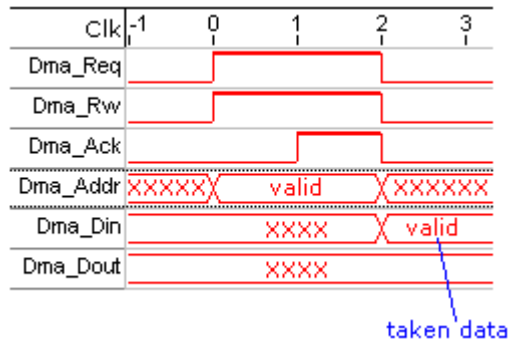 Clk -1 0 1 2 3
Dma_Req
Dma_Rw
Dma_Ack
Dma_Addr XXXXX valid XXXXXX
Dma_Din XXXX valid
Dma_Dout XXXX
taken data